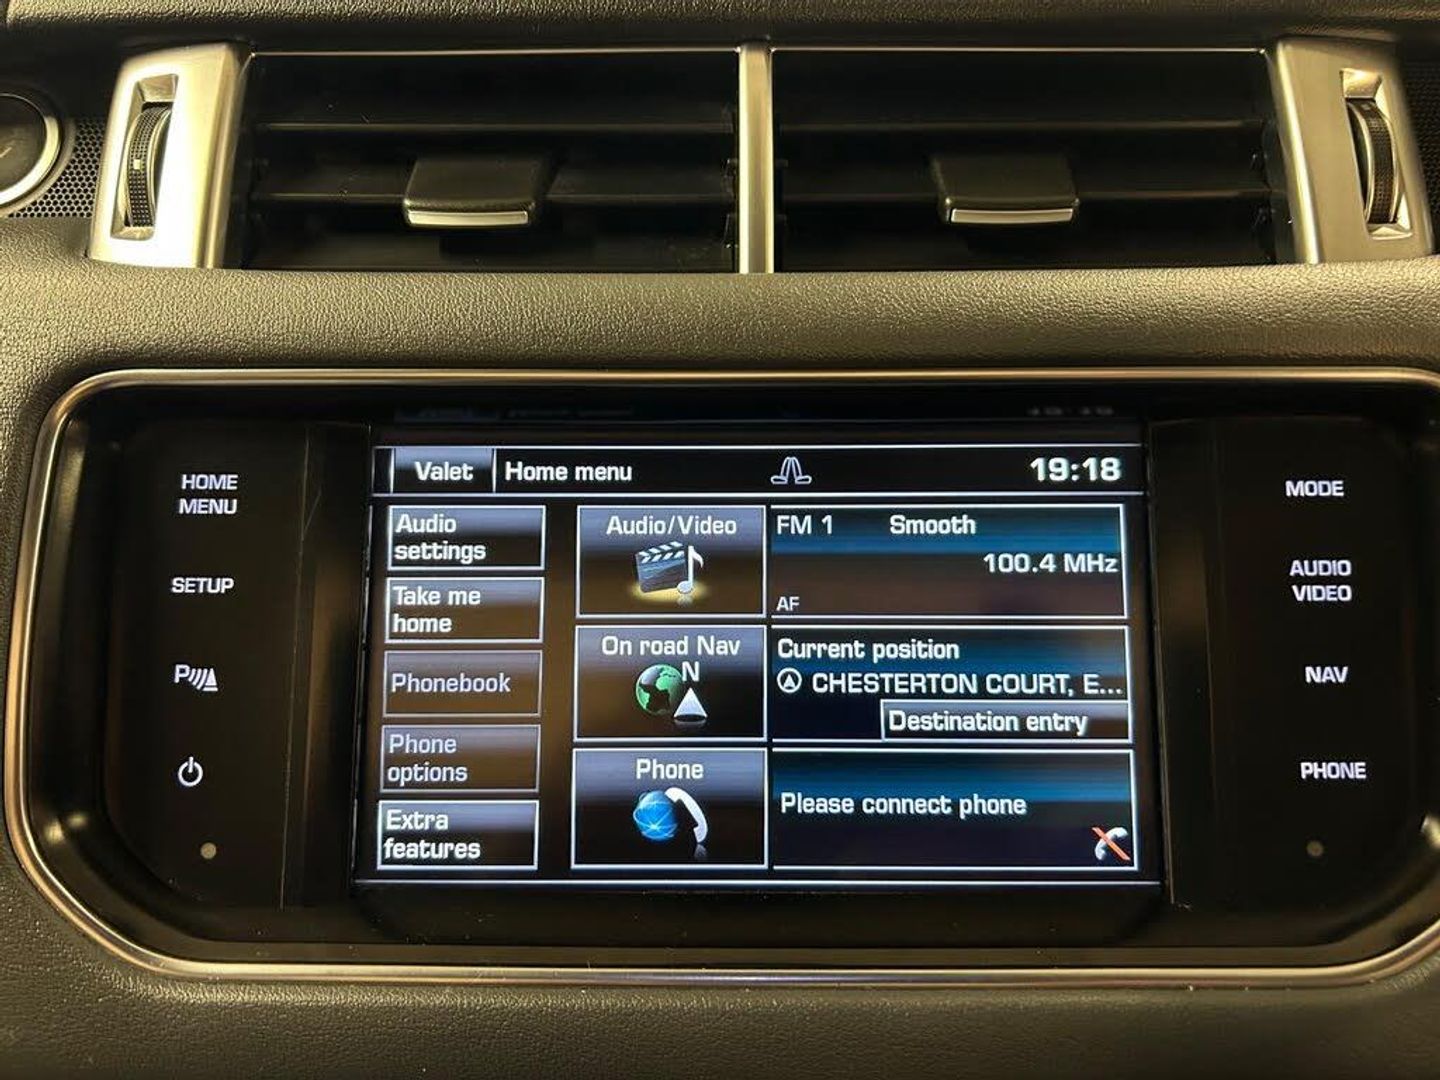 HOME
MENU
SETUP
P
Valet
Home menu
19:18
Audio
settings
Take me
home
Phonebook
Phone
options
Extra
features
Audio/Video
FM 1 Smooth
100.4 MHz
AF
On road Nav
N
Current position
CHESTERTON COURT, E...
Destination entry
Phone
Please connect phone
MODE
AUDIO
VIDEO
NAV
PHONE